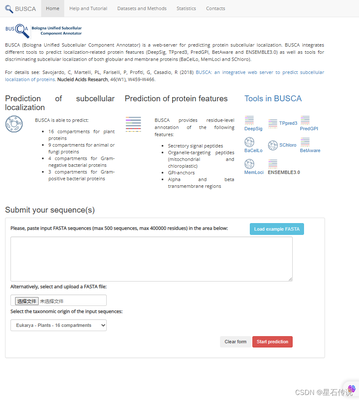 BUSCA Home Help and Tutorial Datasets and Methods Statistics Contacts
BUSCA Bologna Unified Subcellular
Component Annotator
BUSCA (Bologna Unified Subcellular Component Annotator) is a web-server for predicting protein subcellular localization. BUSCA integrates
different tools to predict localization-related protein features (DeepSig, TPpred3, PredGPI, BetAware and ENSEMBLE3.0) as well as tools for
discriminating subcellular localization of both globular and membrane proteins (BaCelLo, MemLoci and SChloro).
For details see: Savojardo, C, Martelli, PL, Fariselli, P, Profiti, G, Casadio, R (2018) BUSCA: an integrative web server to predict subcellular
localization of proteins. Nucleid Acids Research, 46(W1), W459-W466.
Prediction of subcellular
localization
BUSCA is able to predict:
16 compartments for plant
proteins
9 compartments for animal or
fungi proteins
4 compartments for Gram-
negative bacterial proteins
3 compartments for Gram-
positive bacterial proteins
Prediction of protein features
BUSCA provides residue-level
annotation of the following
features:
Secretory signal peptides
Organelle-targeting peptides
(mitochondrial and
chloroplastic)
GPI-anchors
Alpha and beta
transmembrane regions
Tools in BUSCA
DeepSig TPpred3 PredGPI
BaCelLo SChloro BetAware
MemLoci ENSEMBLE3.0
Submit your sequence(s)
Please, paste input FASTA sequences (max 500 sequences, max 400000 residues) in the area below:
Load example FASTA
Alternatively, select and upload a FASTA file:
选择文件 未选择文件
Select the taxonomic origin of the input sequences:
Eukarya - Plants - 16 compartments
Clear form Start prediction
CSDN @星石传说